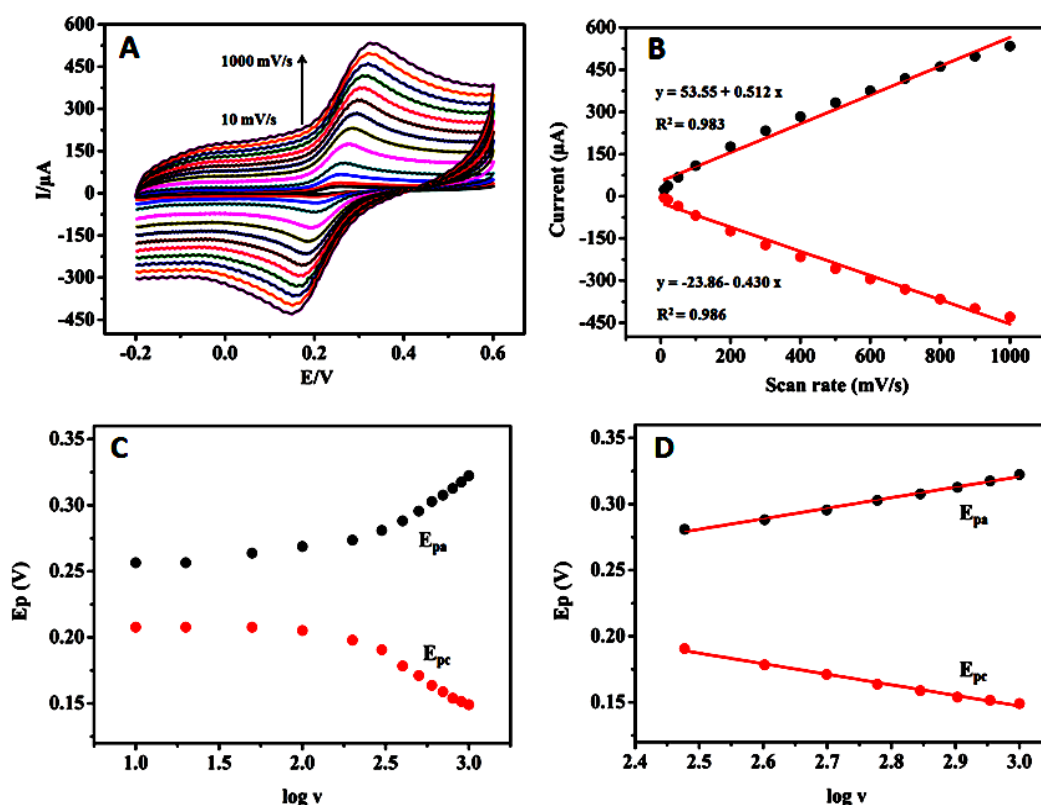 A
1000 mV/s
10 mV/s
I/µA
600
450
300
150
0
-150
-300
-450
-0.2 0.0 0.2 0.4 0.6
E/V
B
y = 53.55 + 0.512 x
R² = 0.983
y = -23.86- 0.430 x
R² = 0.986
Current (µA)
600
450
300
150
0
-150
-300
-450
0 200 400 600 800 1000
Scan rate (mV/s)
C
Epa
Epc
Ep (V)
0.35
0.30
0.25
0.20
0.15
1.0 1.5 2.0 2.5 3.0
log v
D
Epa
Epc
Ep (V)
0.35
0.30
0.25
0.20
0.15
2.4 2.5 2.6 2.7 2.8 2.9 3.0
log v